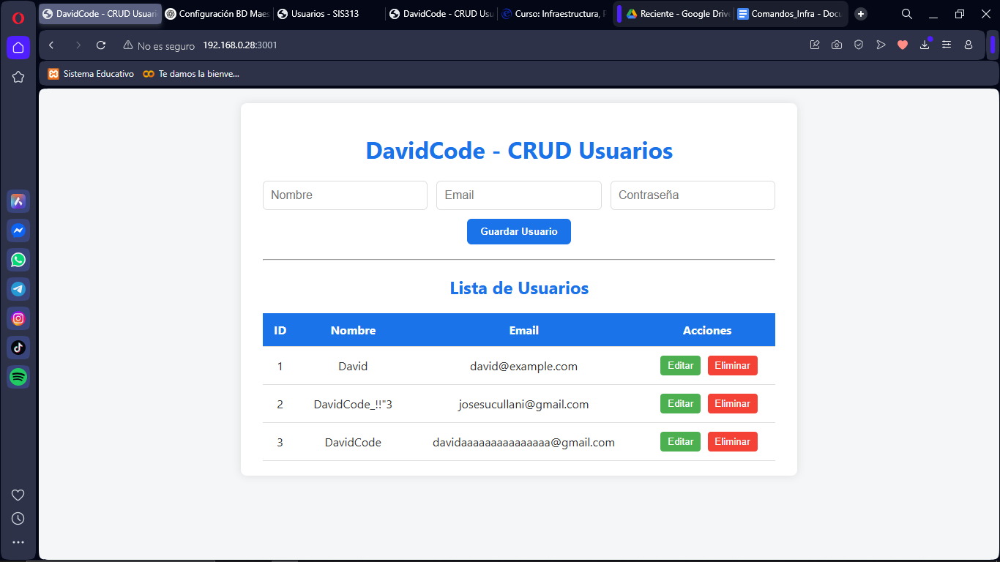 DavidCode - CRUD Usuari
Configuración BD Maes
Usuarios - SIS313
DavidCode - CRUD Usu
Curso: Infraestructura, P
Reciente - Google Drive
Comandos_Infra - Docu
No es seguro 192.168.0.28:3001
Sistema Educativo
Te damos la bienve...
DavidCode - CRUD Usuarios
Nombre Email Contraseña
Guardar Usuario
Lista de Usuarios
ID Nombre Email Acciones
1 David david@example.com Editar Eliminar
2 DavidCode_!!"3 josesucullani@gmail.com Editar Eliminar
3 DavidCode davidaaaaaaaaaaaaaaa@gmail.com Editar Eliminar